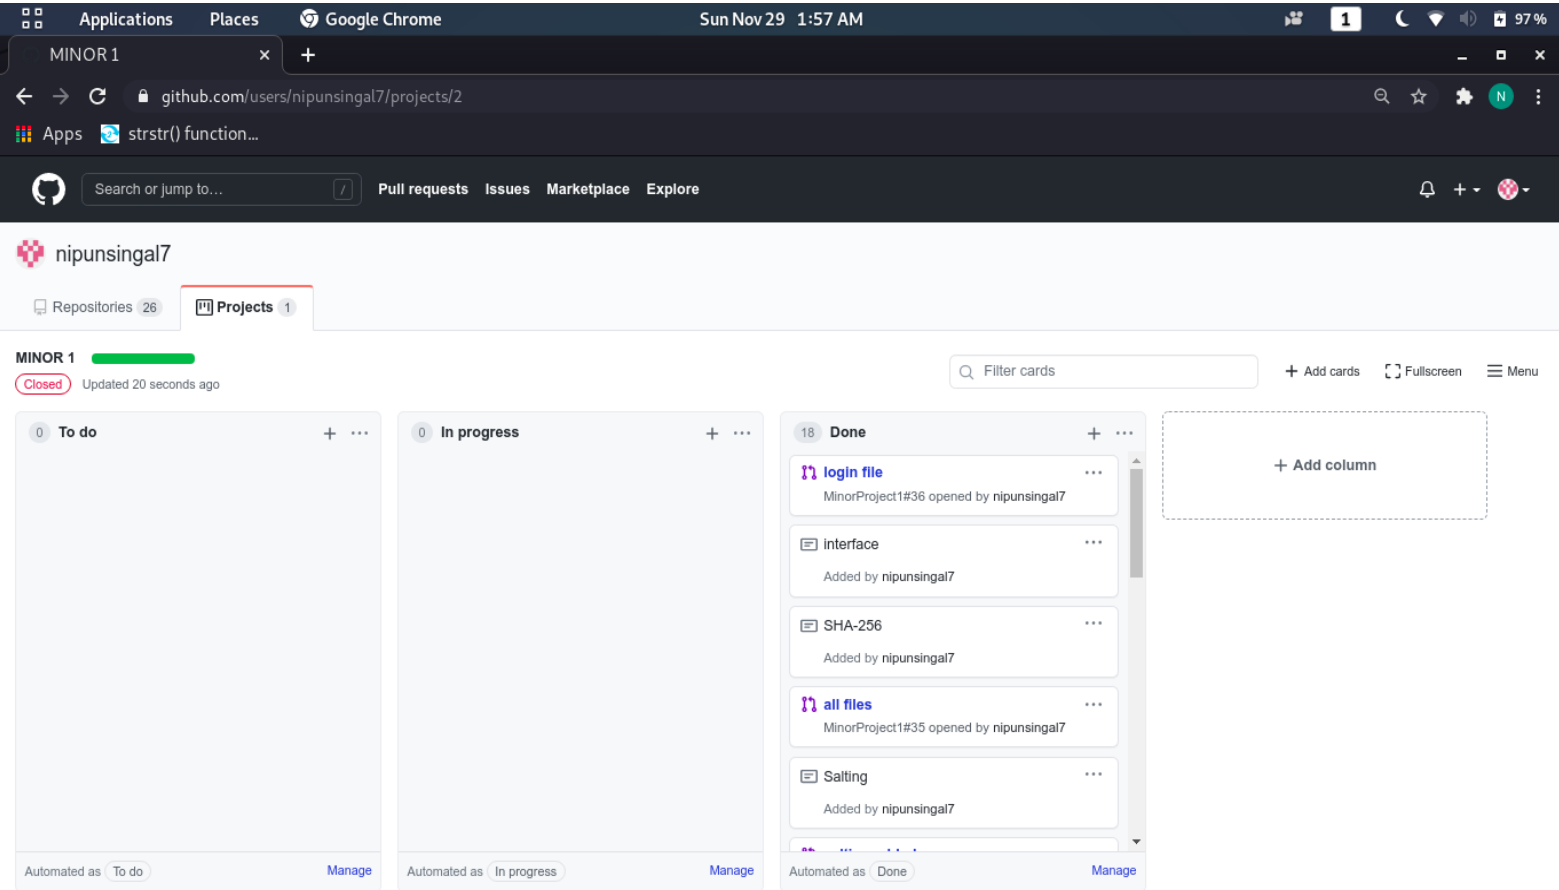 Applications Places Google Chrome Sun Nov 29 1:57 AM 1 97%
MINOR 1
github.com/users/nipunsingal7/projects/2 N
Apps strstr() function...
Search or jump to... / Pull requests Issues Marketplace Explore
nipunsingal7
Repositories 26 Projects 1
MINOR 1
Closed Updated 20 seconds ago
Filter cards Add cards Fullscreen Menu
0 To do
Automated as To do Manage
0 In progress
Automated as In progress Manage
18 Done
login file
MinorProject1#36 opened by nipunsingal7
interface
Added by nipunsingal7
SHA-256
Added by nipunsingal7
all files
MinorProject1#35 opened by nipunsingal7
Salting
Added by nipunsingal7
Automated as Done Manage
Add column